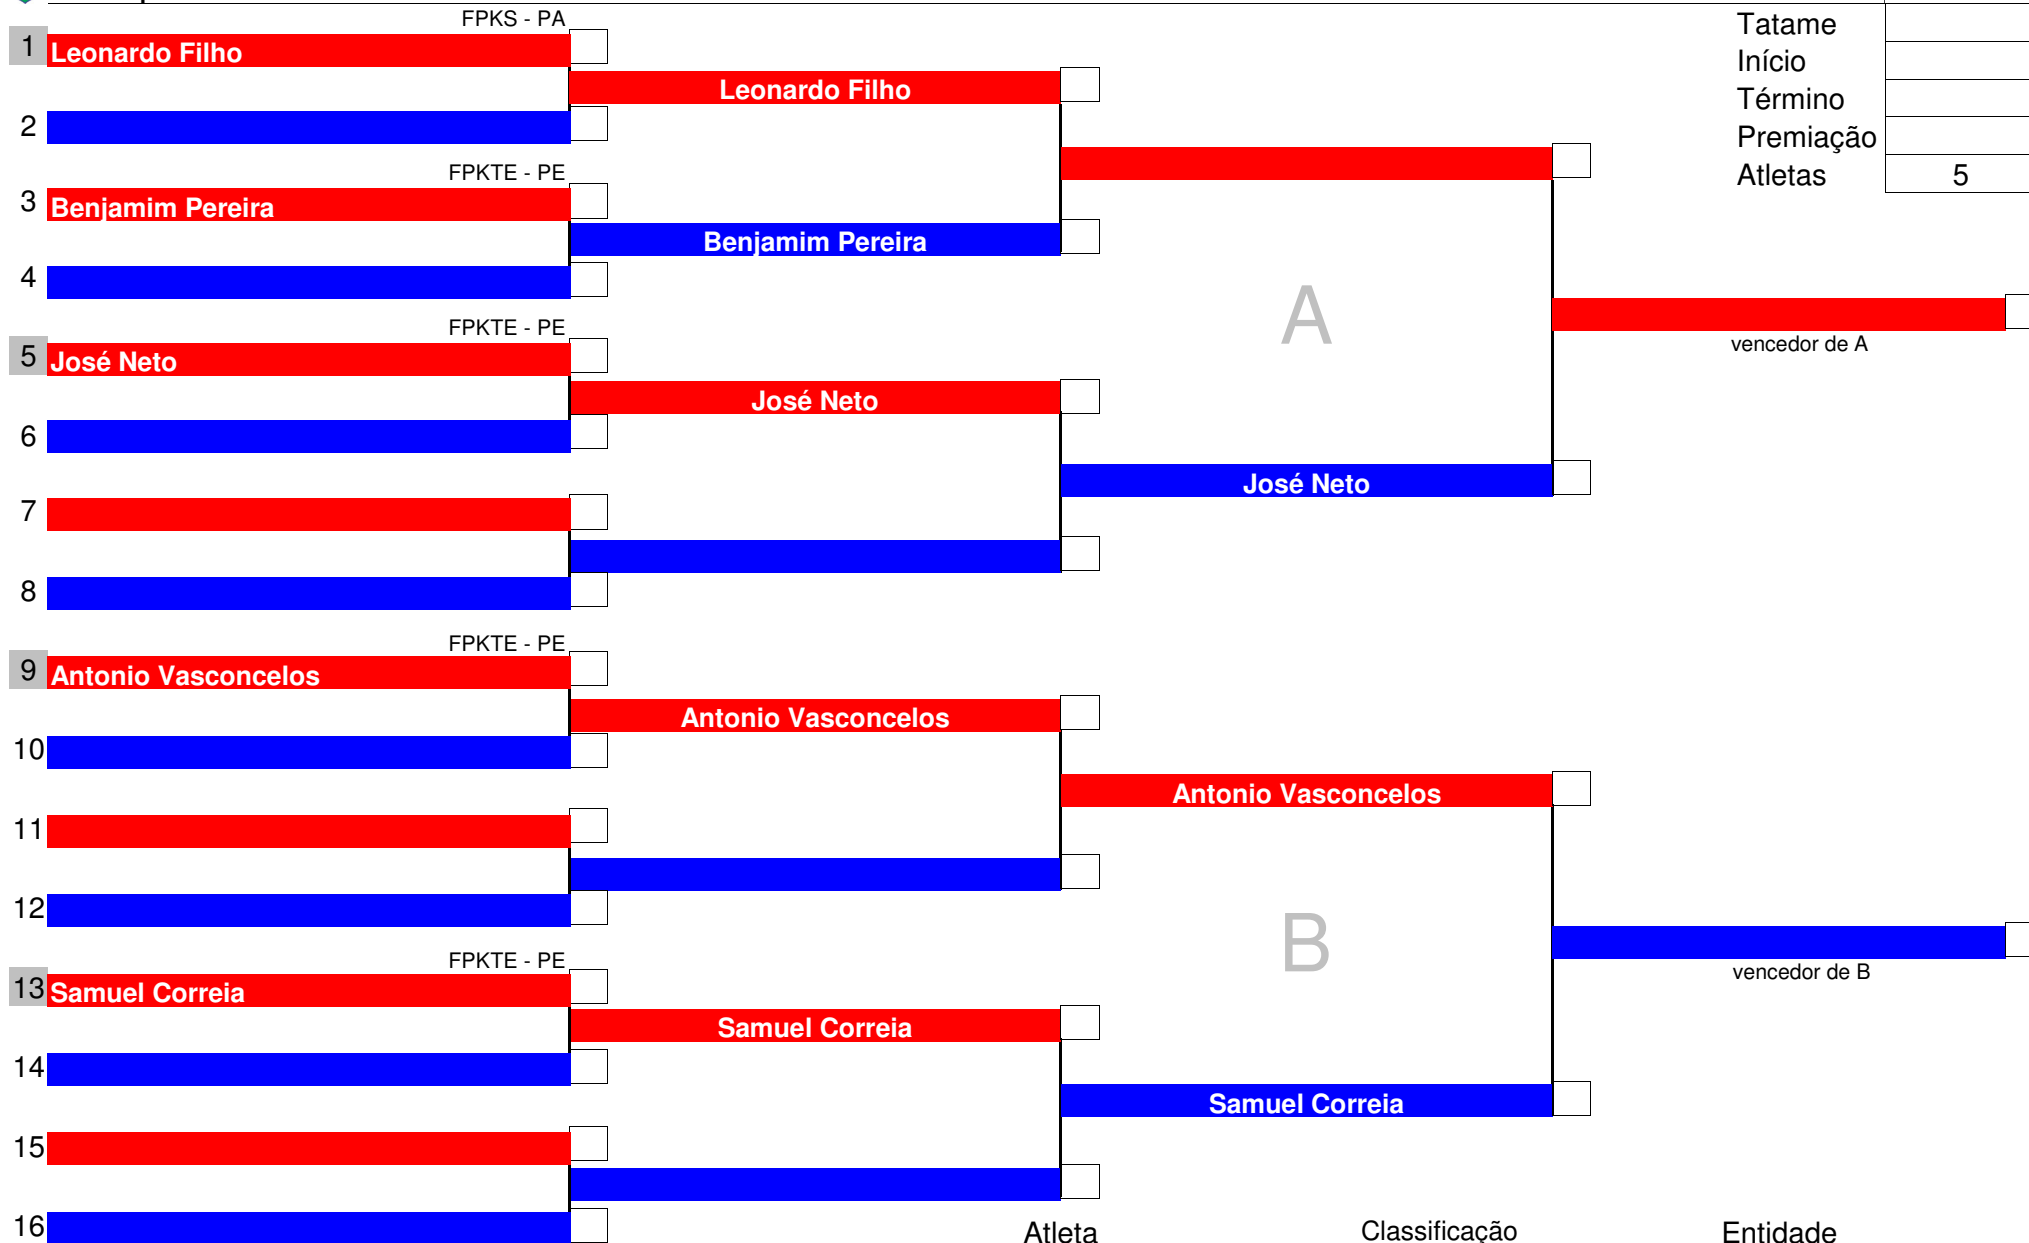 FPKS - PA
Tatame
1 Leonardo Filho
Início
Leonardo Filho
Término
2
Premiação
FPKTE - PE
Atletas 5
3 Benjamim Pereira
Benjamim Pereira
4
A
FPKTE - PE
vencedor de A
5 José Neto
José Neto
6
José Neto
7
8
FPKTE - PE
9 Antonio Vasconcelos
Antonio Vasconcelos
10
Antonio Vasconcelos
11
12
B
FPKTE - PE
vencedor de B
13 Samuel Correia
Samuel Correia
14
Samuel Correia
15
16
Atleta Classificação Entidade